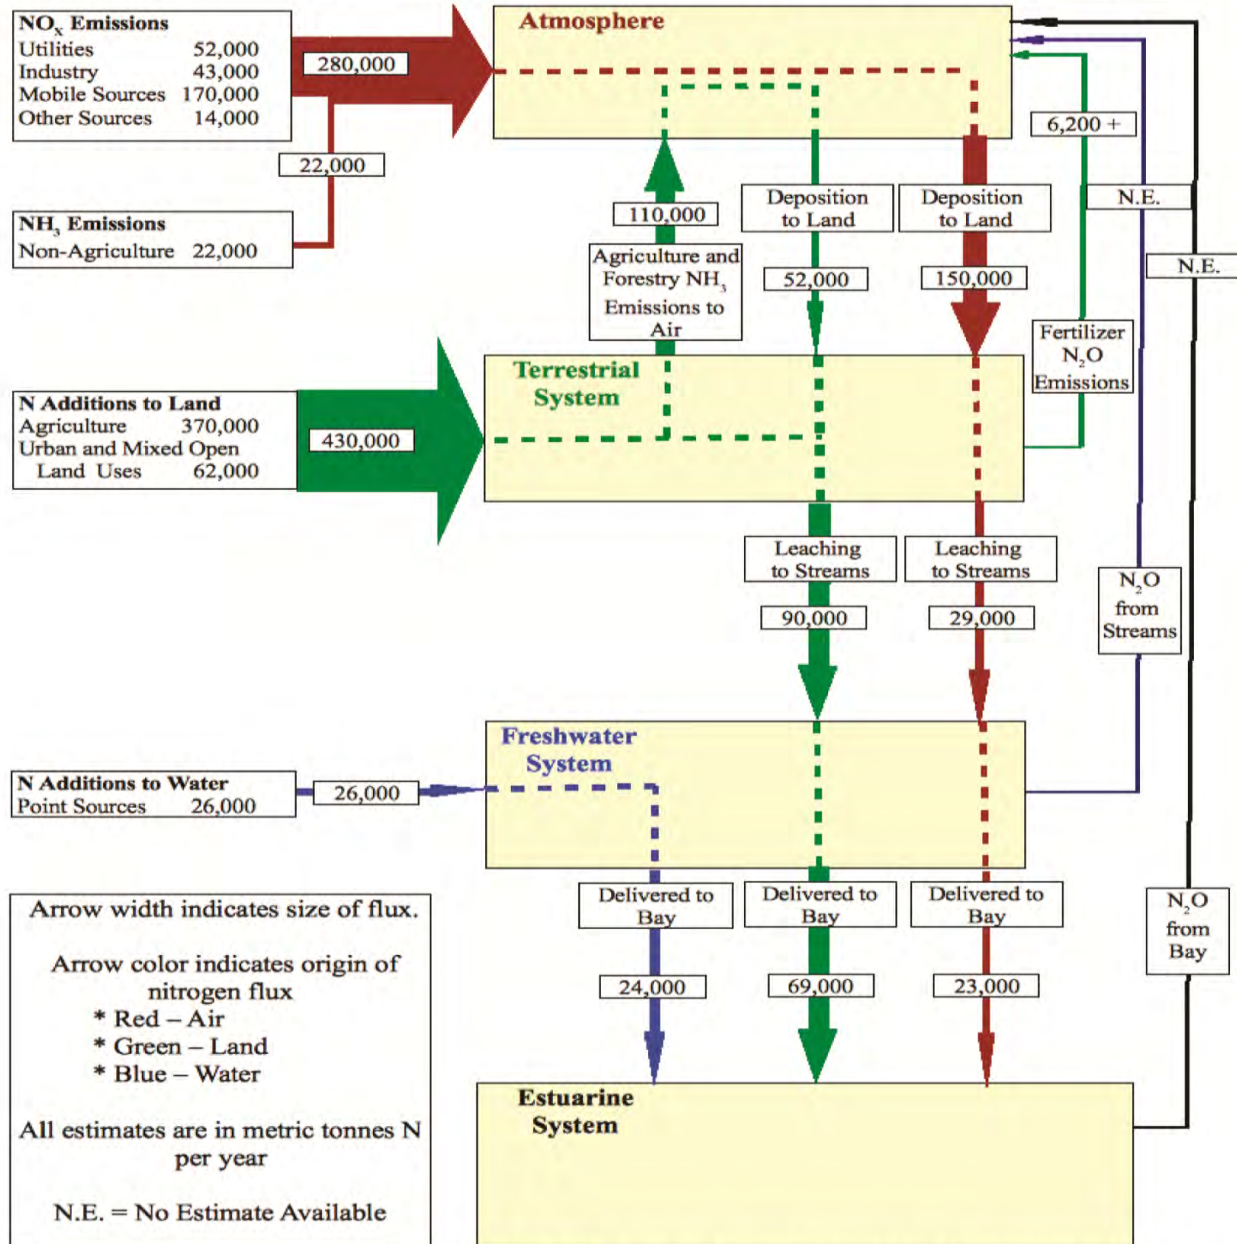 NOx Emissions
Utilities 52,000
Industry 43,000
Mobile Sources 170,000
Other Sources 14,000
280,000
22,000
NH3 Emissions
Non-Agriculture 22,000
Atmosphere
6,200 +
N.E.
N.E.
110,000
Agriculture and
Forestry NH3
Emissions to
Air
Deposition
to Land
52,000
Deposition
to Land
150,000
Fertilizer
N2O
Emissions
N Additions to Land
Agriculture 370,000
Urban and Mixed Open
Land Uses 62,000
430,000
Terrestrial
System
Leaching
to Streams
90,000
Leaching
to Streams
29,000
N2O
from
Streams
N Additions to Water
Point Sources 26,000
26,000
Freshwater
System
Delivered to
Bay
24,000
Delivered to
Bay
69,000
Delivered to
Bay
23,000
N2O
from
Bay
Arrow width indicates size of flux.
Arrow color indicates origin of
nitrogen flux
* Red – Air
* Green – Land
* Blue – Water
All estimates are in metric tonnes N
per year
N.E. = No Estimate Available
Estuarine
System